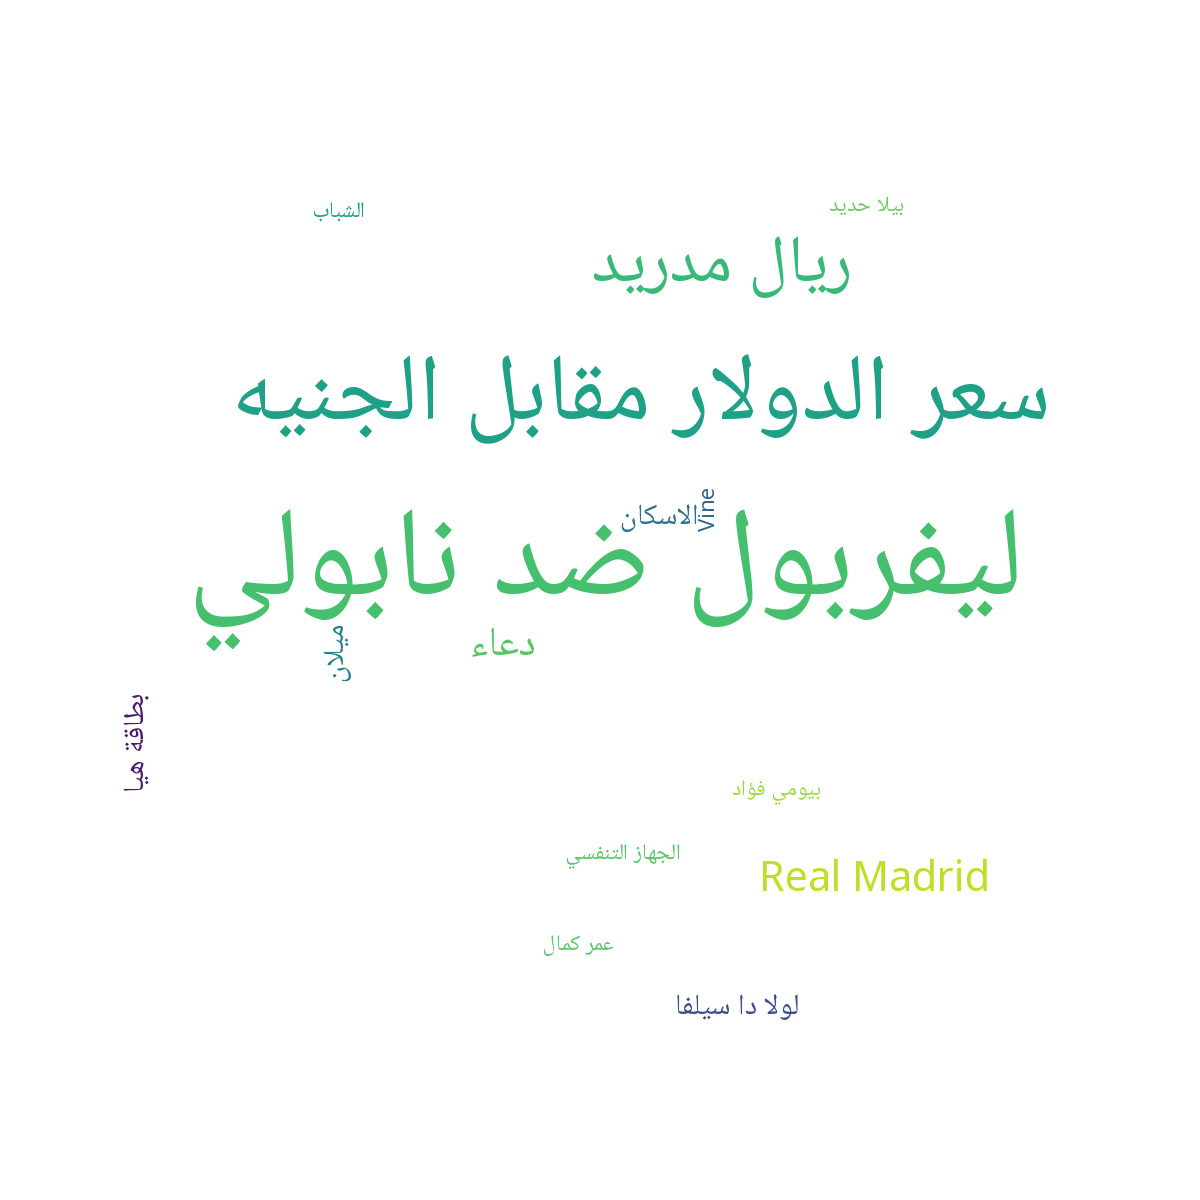 الشباب
بيلا حديد
ريال مدريد
سعر الدولار مقابل الجنيه
الاسكان
Vine
ليفربول ضد نابولي
ميلان
دعاء
بطاقة هيا
بيومي فؤاد
الجهاز التنفسي
Real Madrid
عمر كمال
لولا دا سيلفا